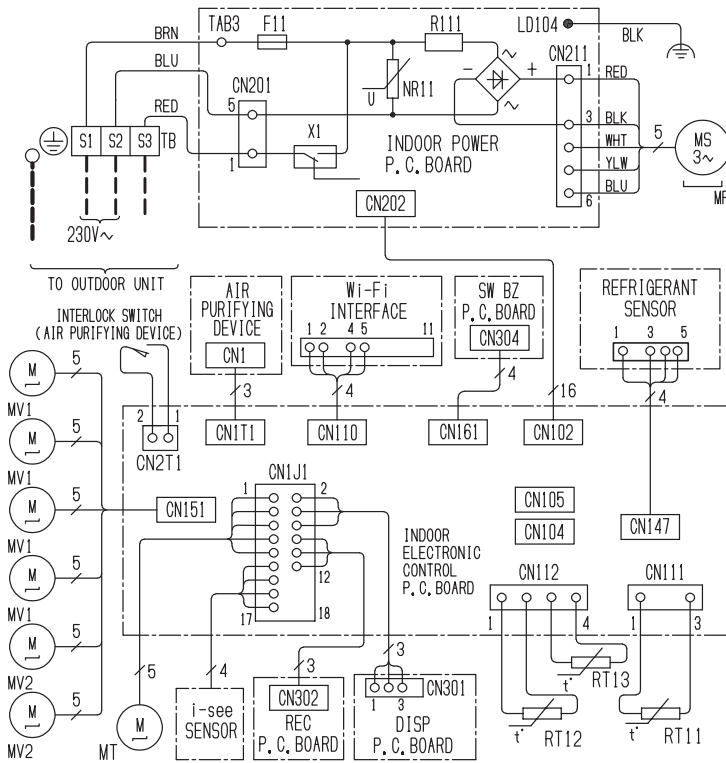 TAB3
F11
R111
LD104
BRN
BLK
CN211
BLU
CN201
NR11
U
1
RED
RED
5
X1
3
BLK
WHT
5
MS
3~
S1
S2
S3
TB
1
INDOOR POWER
P.C.BOARD
YLW
BLU
6
MF
CN202
230V~
TO OUTDOOR UNIT
INTERLOCK SWITCH
(AIR PURIFYING DEVICE)
AIR
PURIFYING
DEVICE
CN1
Wi-Fi
INTERFACE
1 2 4 5 11
SW BZ
P.C.BOARD
CN304
REFRIGERANT
SENSOR
1 3 5
M
5
MV1
3
4
4
16
4
2 1
CN2T1
CN1T1
CN110
CN161
CN102
M
5
MV1
CN1J1
1 2
M
5
MV1
CN151
CN105
CN104
CN147
INDOOR
ELECTRONIC
CONTROL
P.C.BOARD
M
5
MV1
12
17 18
CN112
1 4
CN111
1 3
M
5
MV2
M
5
MV2
5
M
MT
4
i-see
SENSOR
3
CN302
REC
P.C.BOARD
3
CN301
1 3
DISP
P.C.BOARD
t°
RT13
t°
RT12
t°
RT11